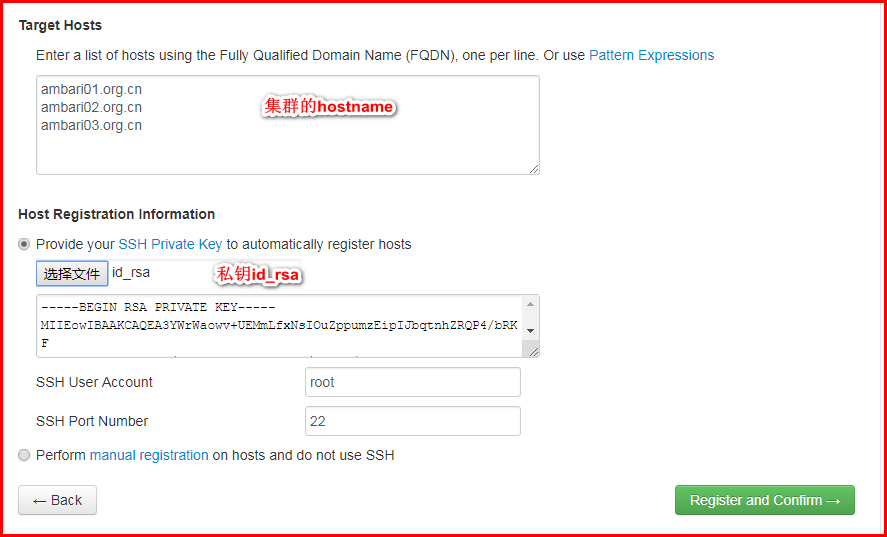 Target Hosts
Enter a list of hosts using the Fully Qualified Domain Name (FQDN), one per line. Or use Pattern Expressions
ambari01.org.cn
ambari02.org.cn
ambari03.org.cn
集群的hostname
Host Registration Information
Provide your SSH Private Key to automatically register hosts
选择文件 id_rsa 私钥id_rsa
-----BEGIN RSA PRIVATE KEY-----
MIIEowIBAAKCAQEA3YWrWaowv+UEMmLfxNsIOuZppumzEipIJbqtnhZRQP4/bRK
F
SSH User Account root
SSH Port Number 22
Perform manual registration on hosts and do not use SSH
← Back Register and Confirm →